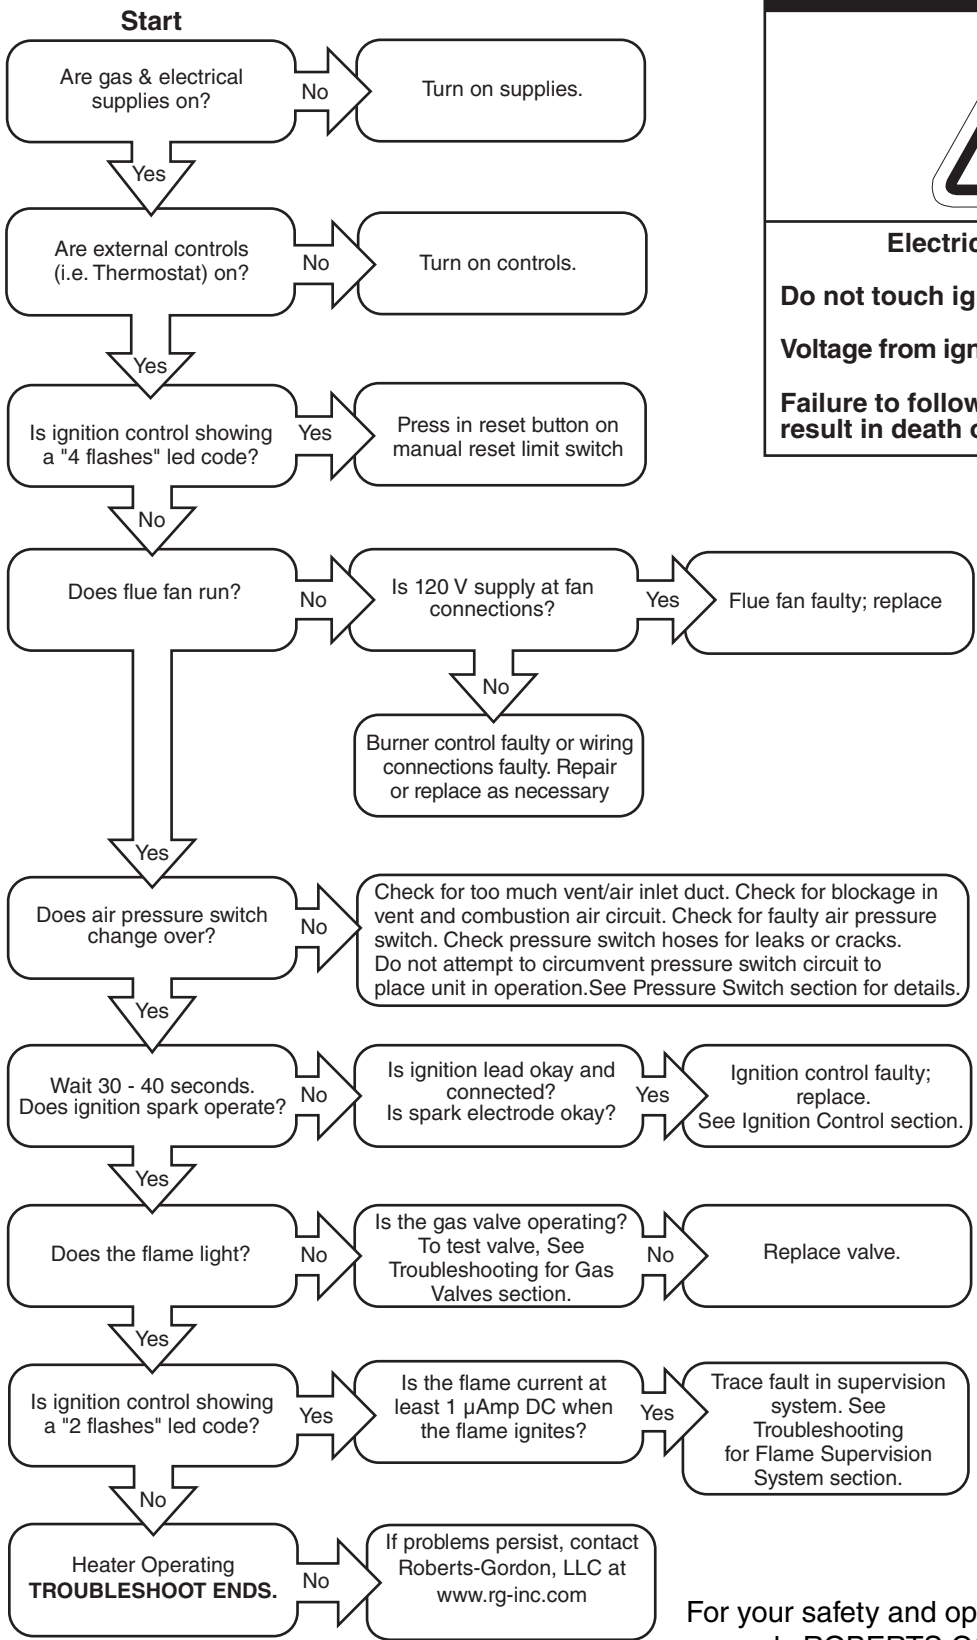 Start
Are gas & electrical
supplies on?
No
Turn on supplies.
Yes
Are external controls
(i.e. Thermostat) on?
No
Turn on controls.
Yes
Is ignition control showing
a "4 flashes" led code?
Yes
Press in reset button on
manual reset limit switch
No
Does flue fan run?
No
Is 120 V supply at fan
connections?
Yes
Flue fan faulty; replace
No
Burner control faulty or wiring
connections faulty. Repair
or replace as necessary
Yes
Does air pressure switch
change over?
No
Check for too much vent/air inlet duct. Check for blockage in
vent and combustion air circuit. Check for faulty air pressure
switch. Check pressure switch hoses for leaks or cracks.
Do not attempt to circumvent pressure switch circuit to
place unit in operation.See Pressure Switch section for details.
Yes
Wait 30 - 40 seconds.
Does ignition spark operate?
No
Is ignition lead okay and
connected?
Is spark electrode okay?
Yes
Ignition control faulty;
replace.
See Ignition Control section.
Yes
Does the flame light?
No
Is the gas valve operating?
To test valve, See
Troubleshooting for Gas
Valves section.
No
Replace valve.
Yes
Is ignition control showing
a "2 flashes" led code?
Yes
Is the flame current at
least 1 µAmp DC when
the flame ignites?
Yes
Trace fault in supervision
system. See
Troubleshooting
for Flame Supervision
System section.
No
Heater Operating
TROUBLESHOOT ENDS.
No
If problems persist, contact
Roberts-Gordon, LLC at
www.rg-inc.com
Electric
Do not touch ig
Voltage from ign
Failure to follow
result in death
For your safety and op